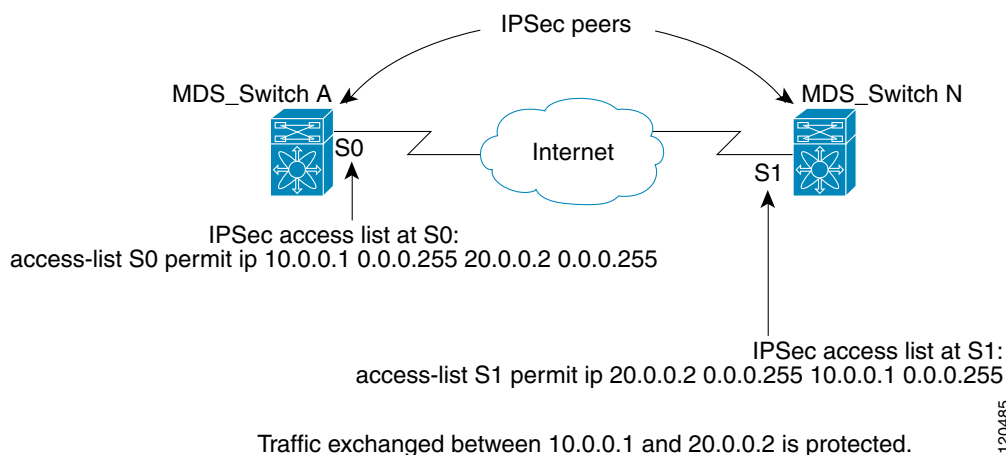 IPSec peers
MDS_Switch A
MDS_Switch N
S0
Internet
S1
IPSec access list at S0:
access-list S0 permit ip 10.0.0.1 0.0.0.255 20.0.0.2 0.0.0.255
IPSec access list at S1:
access-list S1 permit ip 20.0.0.2 0.0.0.255 10.0.0.1 0.0.0.255
Traffic exchanged between 10.0.0.1 and 20.0.0.2 is protected.
120485